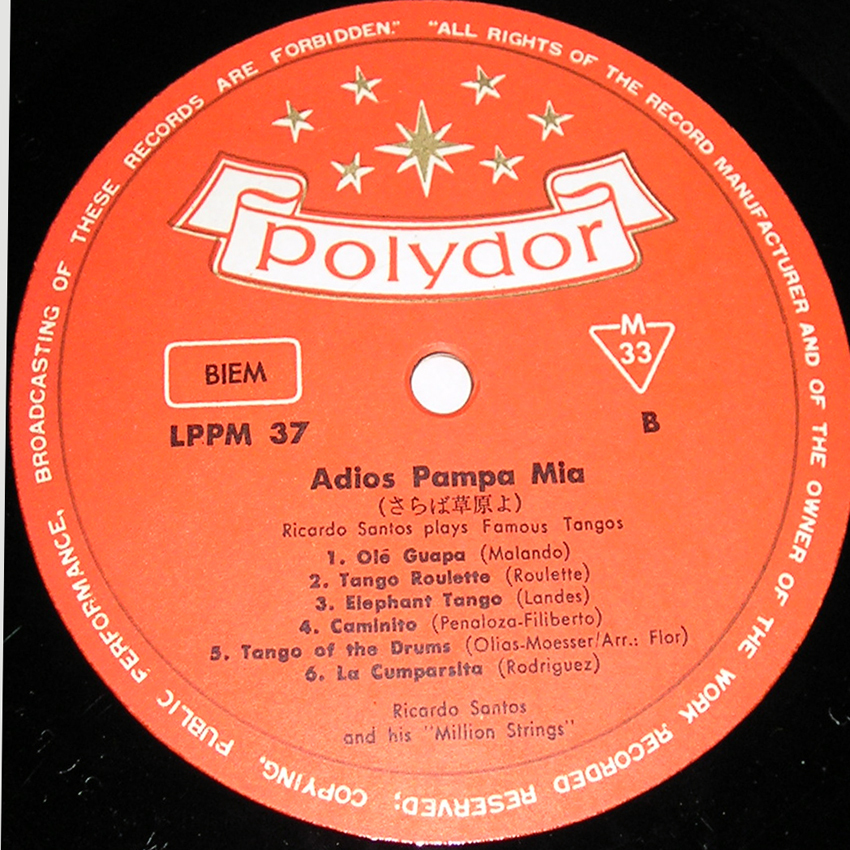 "ALL RIGHTS OF THE RECORD MANUFACTURER AND OF THE OWNER OF THE WORK RECORDED RESERVED; COPYING, PUBLIC PERFORMANCE, BROADCASTING OF THESE RECORDS ARE FORBIDDEN."
polydor
BIEM
M
33
LPPM 37
B
Adios Pampa Mia
(さらば草原よ)
Ricardo Santos plays Famous Tangos
1. Olé Guapa (Malando)
2. Tango Roulette (Roulette)
3. Elephant Tango (Landes)
4. Caminito (Penaloza-Filiberto)
5. Tango of the Drums (Olias-Moesser/Arr.: Flor)
6. La Cumparsita (Rodriguez)
Ricardo Santos
and his "Million Strings"